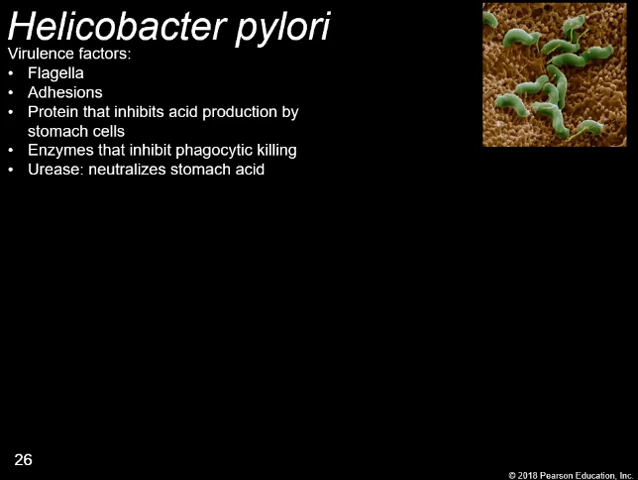 Helicobacter pylori
Virulence factors:
• Flagella
• Adhesions
• Protein that inhibits acid production by
stomach cells
• Enzymes that inhibit phagocytic killing
• Urease: neutralizes stomach acid
26
© 2018 Pearson Education, Inc.